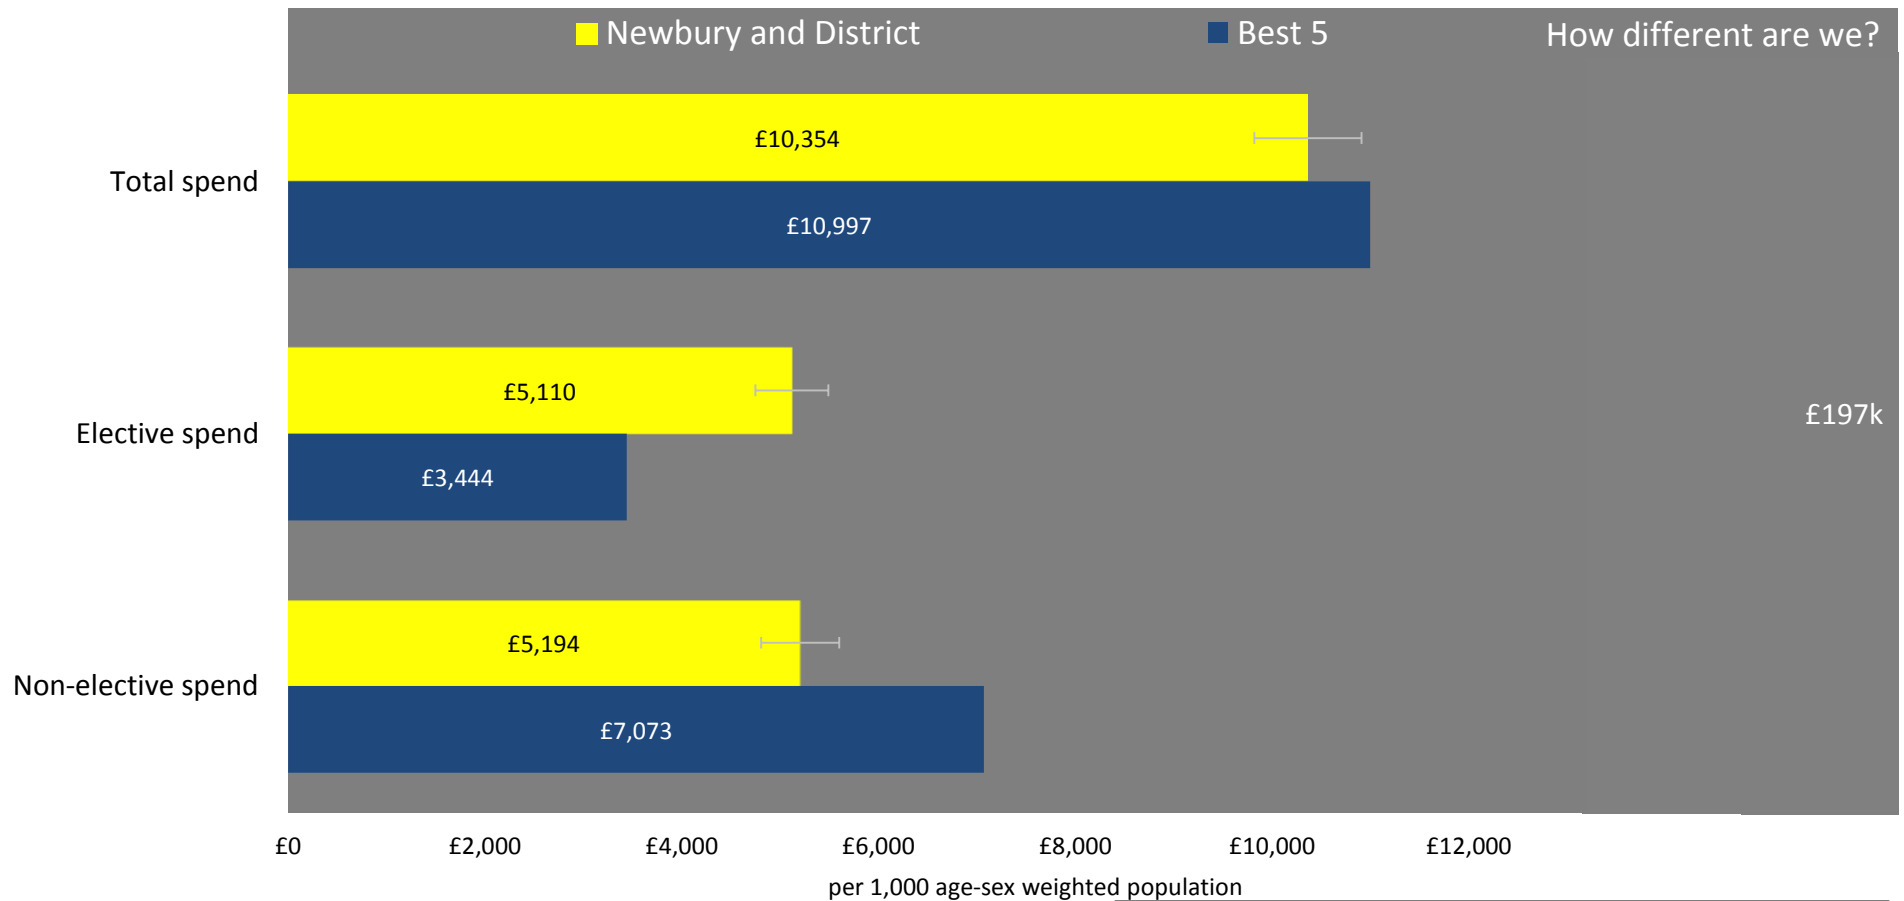 Newbury and District
Best 5
How different are we?
Total spend
£10,354
£10,997
Elective spend
£5,110
£3,444
£197k
Non-elective spend
£5,194
£7,073
£0 £2,000 £4,000 £6,000 £8,000 £10,000 £12,000
per 1,000 age-sex weighted population